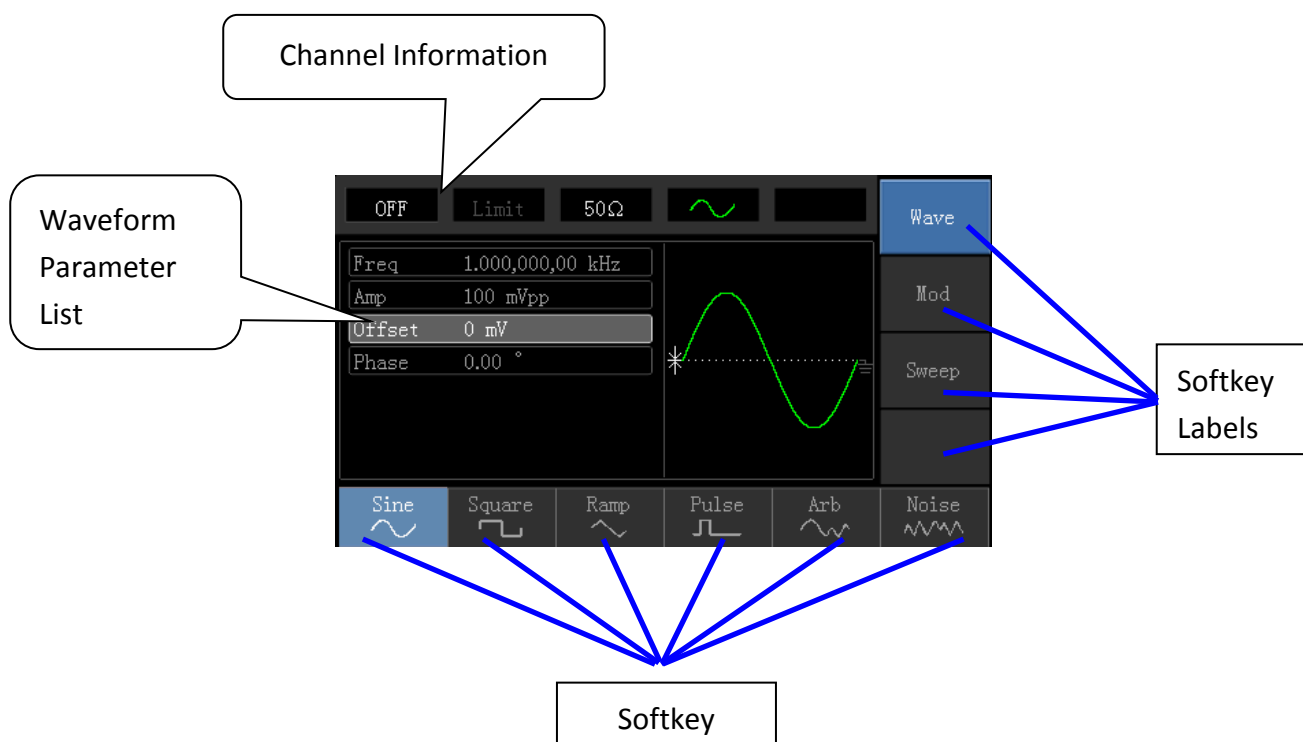 Channel Information
Waveform
Parameter
List
OFF Limit 50Ω
Freq 1.000,000,00 kHz
Amp 100 mVpp
Offset 0 mV
Phase 0.00 °
Wave
Mod
Sweep
Softkey
Labels
Sine Square Ramp Pulse Arb Noise
Softkey